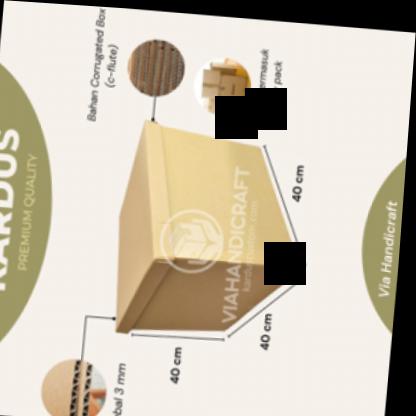 KARDUS
PREMIUM QUALITY
Bahan Corrugated Box
(c-flute)
pack
40 cm
VIAHANDICRAFT
40 cm
40 cm
3 mm
Via Handicraft